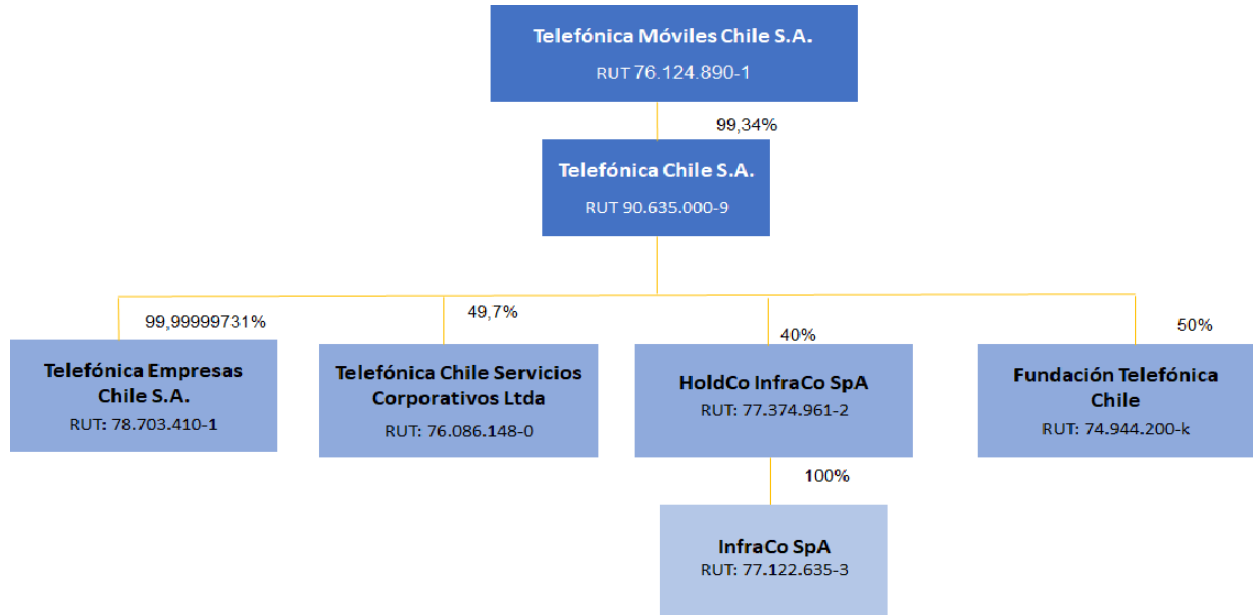 Telefónica Móviles Chile S.A.
RUT 76.124.890-1
99,34%
Telefónica Chile S.A.
RUT 90.635.000-9
99,99999731%
49,7%
40%
50%
Telefónica Empresas
Chile S.A.
RUT: 78.703.410-1
Telefónica Chile Servicios
Corporativos Ltda
RUT: 76.086.148-0
HoldCo InfraCo SpA
RUT: 77.374.961-2
Fundación Telefónica
Chile
RUT: 74.944.200-k
100%
InfraCo SpA
RUT: 77.122.635-3